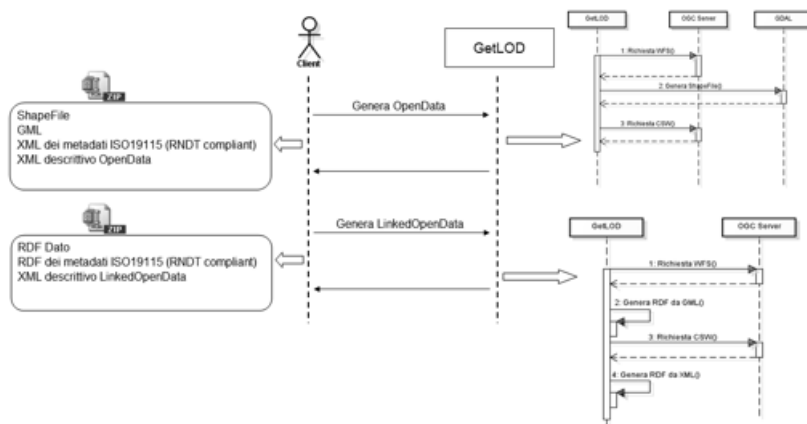 Client
GetLOD
ZIP
ShapeFile
GML
XML dei metadati ISO19115 (RNDT compliant)
XML descrittivo OpenData
Genera OpenData
GetLOD
OGC Server
GDAL
1: Richiesta WFS()
2: Genera ShapeFile()
3: Richiesta CSW()
ZIP
RDF Dato
RDF dei metadati ISO19115 (RNDT compliant)
XML descrittivo LinkedOpenData
Genera LinkedOpenData
GetLOD
OGC Server
1: Richiesta WFS()
2: Genera RDF da GML()
3: Richiesta CSW()
4: Genera RDF da XML()